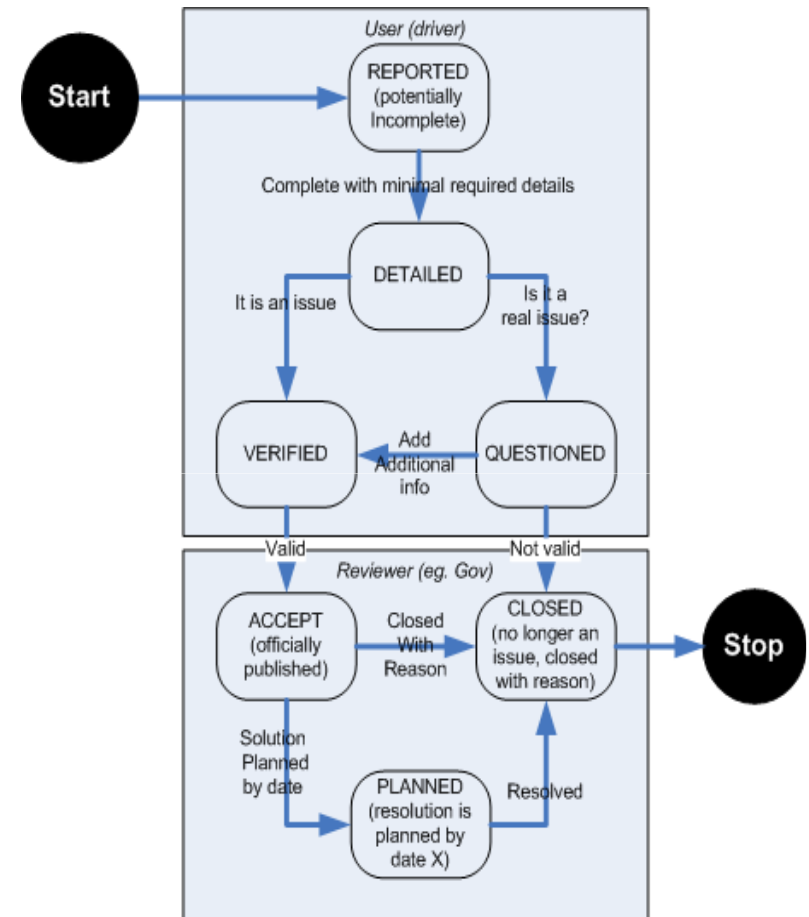 User (driver)
Start
REPORTED
(potentially
Incomplete)
Complete with minimal required details
DETAILED
It is an issue
Is it a
real issue?
VERIFIED
Add
Additional
info
QUESTIONED
Valid
Not valid
Reviewer (eg. Gov)
ACCEPT
(officially
published)
Closed
With
Reason
CLOSED
(no longer an
issue, closed
with reason)
Stop
Solution
Planned
by date
PLANNED
(resolution is
planned by
date X)
Resolved